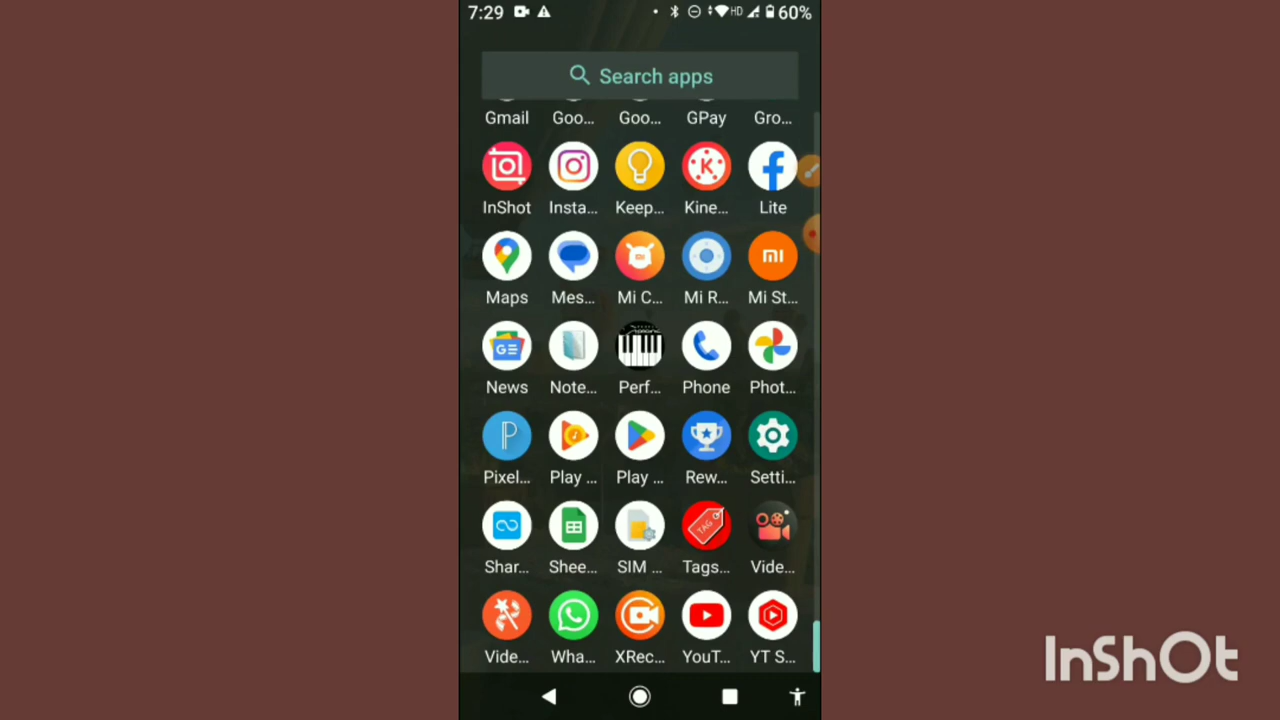 7:29 HD 60%
Search apps
Gmail Goo... Goo... GPay Gro...
InShot Insta... Keep... Kine... Lite
Maps Mes... Mi C... Mi R... Mi St...
News Note... Perf... Phone Phot...
Pixel... Play ... Play ... Rew... Setti...
Shar... Shee... SIM ... Tags... Vide...
Vide... Wha... XRec... YouT... YT S...
InShOt